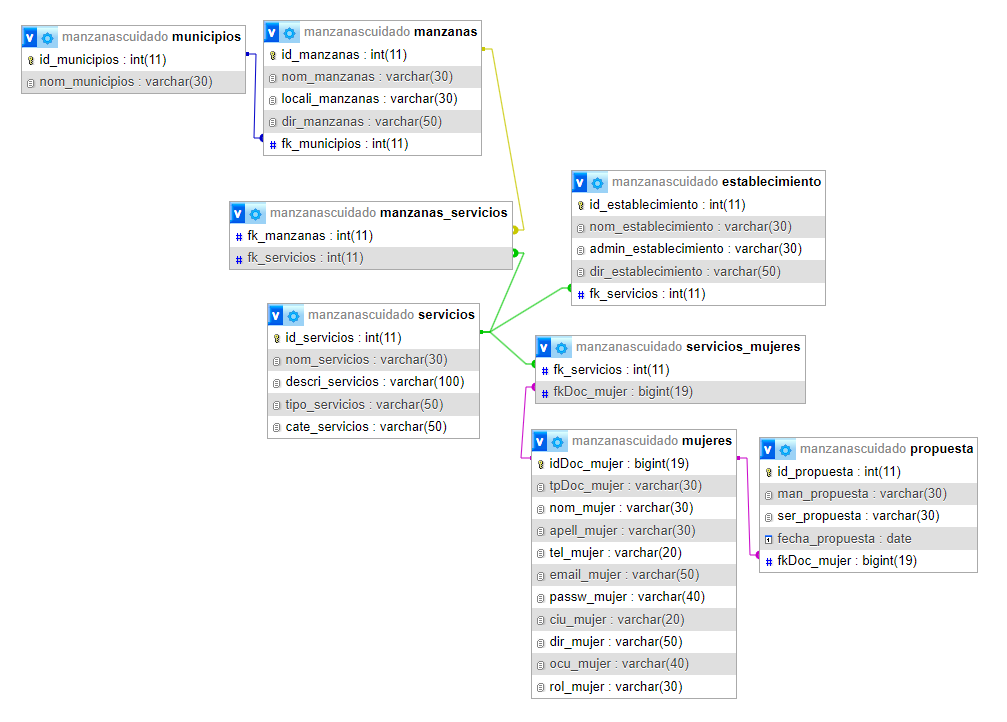 manzanascuidado municipios
id_municipios : int(11)
nom_municipios : varchar(30)
manzanascuidado manzanas
id_manzanas : int(11)
nom_manzanas : varchar(30)
locali_manzanas : varchar(30)
dir_manzanas : varchar(50)
# fk_municipios : int(11)
manzanascuidado establecimiento
id_establecimiento : int(11)
nom_establecimiento : varchar(30)
admin_establecimiento : varchar(30)
dir_establecimiento : varchar(50)
# fk_servicios : int(11)
manzanascuidado manzanas_servicios
# fk_manzanas : int(11)
# fk_servicios : int(11)
manzanascuidado servicios
id_servicios : int(11)
nom_servicios : varchar(30)
descri_servicios : varchar(100)
tipo_servicios : varchar(50)
cate_servicios : varchar(50)
manzanascuidado servicios_mujeres
# fk_servicios : int(11)
# fkDoc_mujer : bigint(19)
manzanascuidado mujeres
idDoc_mujer : bigint(19)
tpDoc_mujer : varchar(30)
nom_mujer : varchar(30)
apell_mujer : varchar(30)
tel_mujer : varchar(20)
email_mujer : varchar(50)
passw_mujer : varchar(40)
ciu_mujer : varchar(20)
dir_mujer : varchar(50)
ocu_mujer : varchar(40)
rol_mujer : varchar(30)
manzanascuidado propuesta
id_propuesta : int(11)
man_propuesta : varchar(30)
ser_propuesta : varchar(30)
fecha_propuesta : date
# fkDoc_mujer : bigint(19)